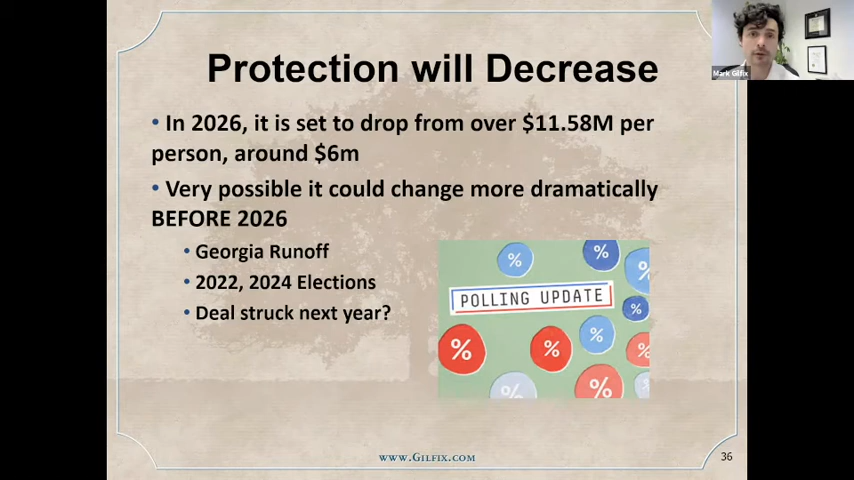 Protection will Decrease
• In 2026, it is set to drop from over $11.58M per
person, around $6m
• Very possible it could change more dramatically
BEFORE 2026
• Georgia Runoff
• 2022, 2024 Elections
• Deal struck next year?
% % %
POLLING UPDATE
%
% % % %
% % %
www.Gilfix.com
36
Mark Gilfix